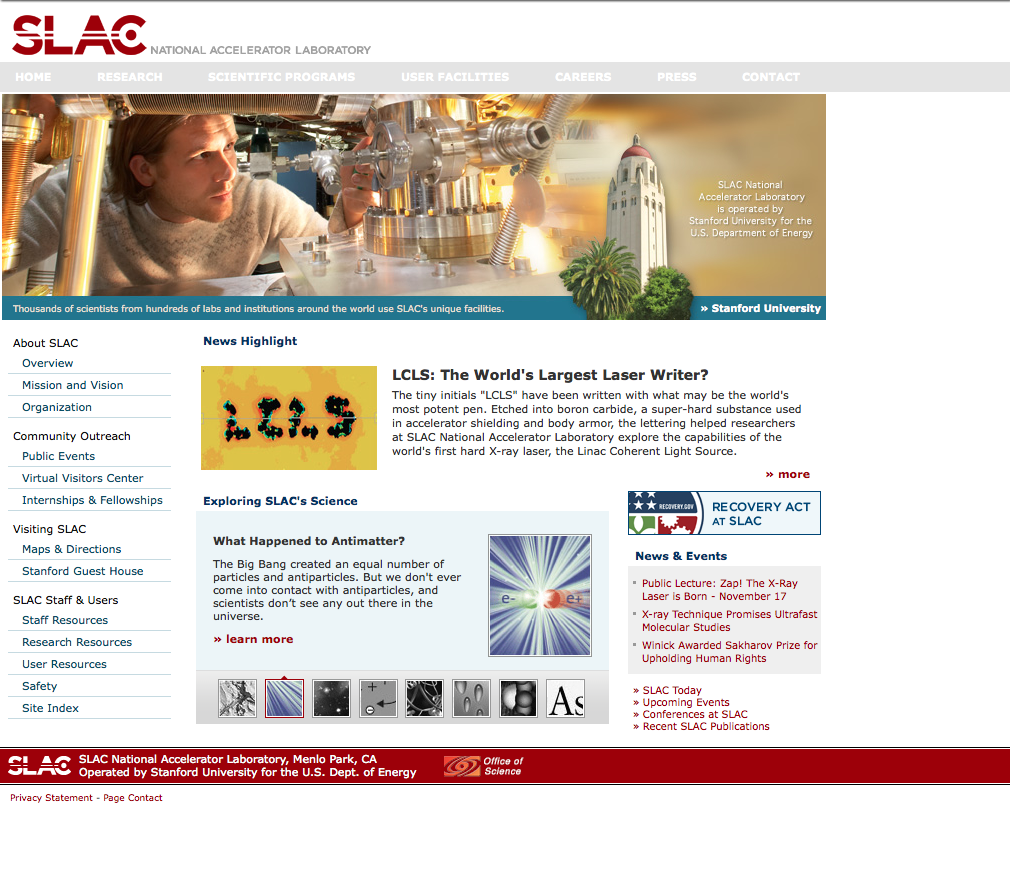 SLAC NATIONAL ACCELERATOR LABORATORY
HOME RESEARCH SCIENTIFIC PROGRAMS USER FACILITIES CAREERS PRESS CONTACT
SLAC National
Accelerator Laboratory
is operated by
Stanford University for the
U.S. Department of Energy
Thousands of scientists from hundreds of labs and institutions around the world use SLAC's unique facilities.
» Stanford University
About SLAC
Overview
Mission and Vision
Organization
Community Outreach
Public Events
Virtual Visitors Center
Internships & Fellowships
Visiting SLAC
Maps & Directions
Stanford Guest House
SLAC Staff & Users
Staff Resources
Research Resources
User Resources
Safety
Site Index
News Highlight
LCLS
LCLS: The World's Largest Laser Writer?
The tiny initials "LCLS" have been written with what may be the world's
most potent pen. Etched into boron carbide, a super-hard substance used
in accelerator shielding and body armor, the lettering helped researchers
at SLAC National Accelerator Laboratory explore the capabilities of the
world's first hard X-ray laser, the Linac Coherent Light Source.
» more
Exploring SLAC's Science
What Happened to Antimatter?
The Big Bang created an equal number of
particles and antiparticles. But we don't ever
come into contact with antiparticles, and
scientists don’t see any out there in the
universe.
» learn more
e- e+
As
RECOVERY.GOV
RECOVERY ACT
AT SLAC
News & Events
Public Lecture: Zap! The X-Ray
Laser is Born - November 17
X-ray Technique Promises Ultrafast
Molecular Studies
Winick Awarded Sakharov Prize for
Upholding Human Rights
» SLAC Today
» Upcoming Events
» Conferences at SLAC
» Recent SLAC Publications
SLAC
SLAC National Accelerator Laboratory, Menlo Park, CA
Operated by Stanford University for the U.S. Dept. of Energy
Office of
Science
Privacy Statement - Page Contact